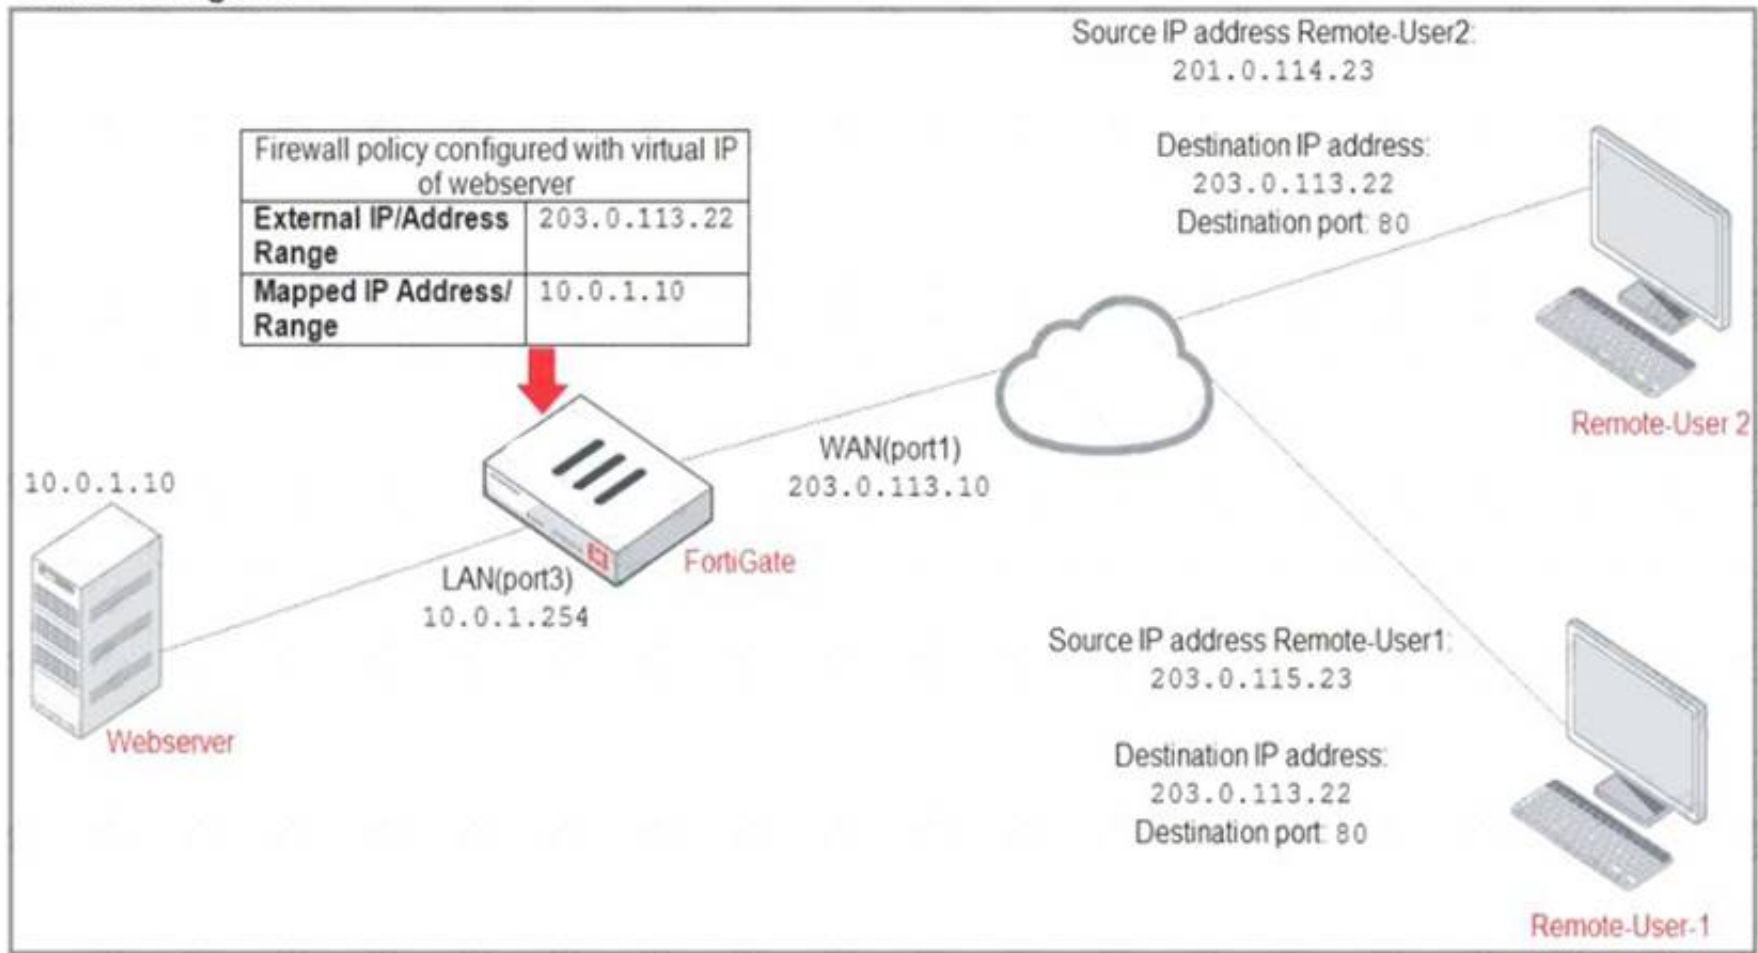 Source IP address Remote-User2:
201.0.114.23
Destination IP address:
203.0.113.22
Destination port: 80
Firewall policy configured with virtual IP
of webserver
External IP/Address
Range
203.0.113.22
Mapped IP Address/
Range
10.0.1.10
Remote-User 2
WAN(port1)
203.0.113.10
10.0.1.10
FortiGate
LAN(port3)
10.0.1.254
Webserver
Source IP address Remote-User1:
203.0.115.23
Destination IP address:
203.0.113.22
Destination port: 80
Remote-User-1